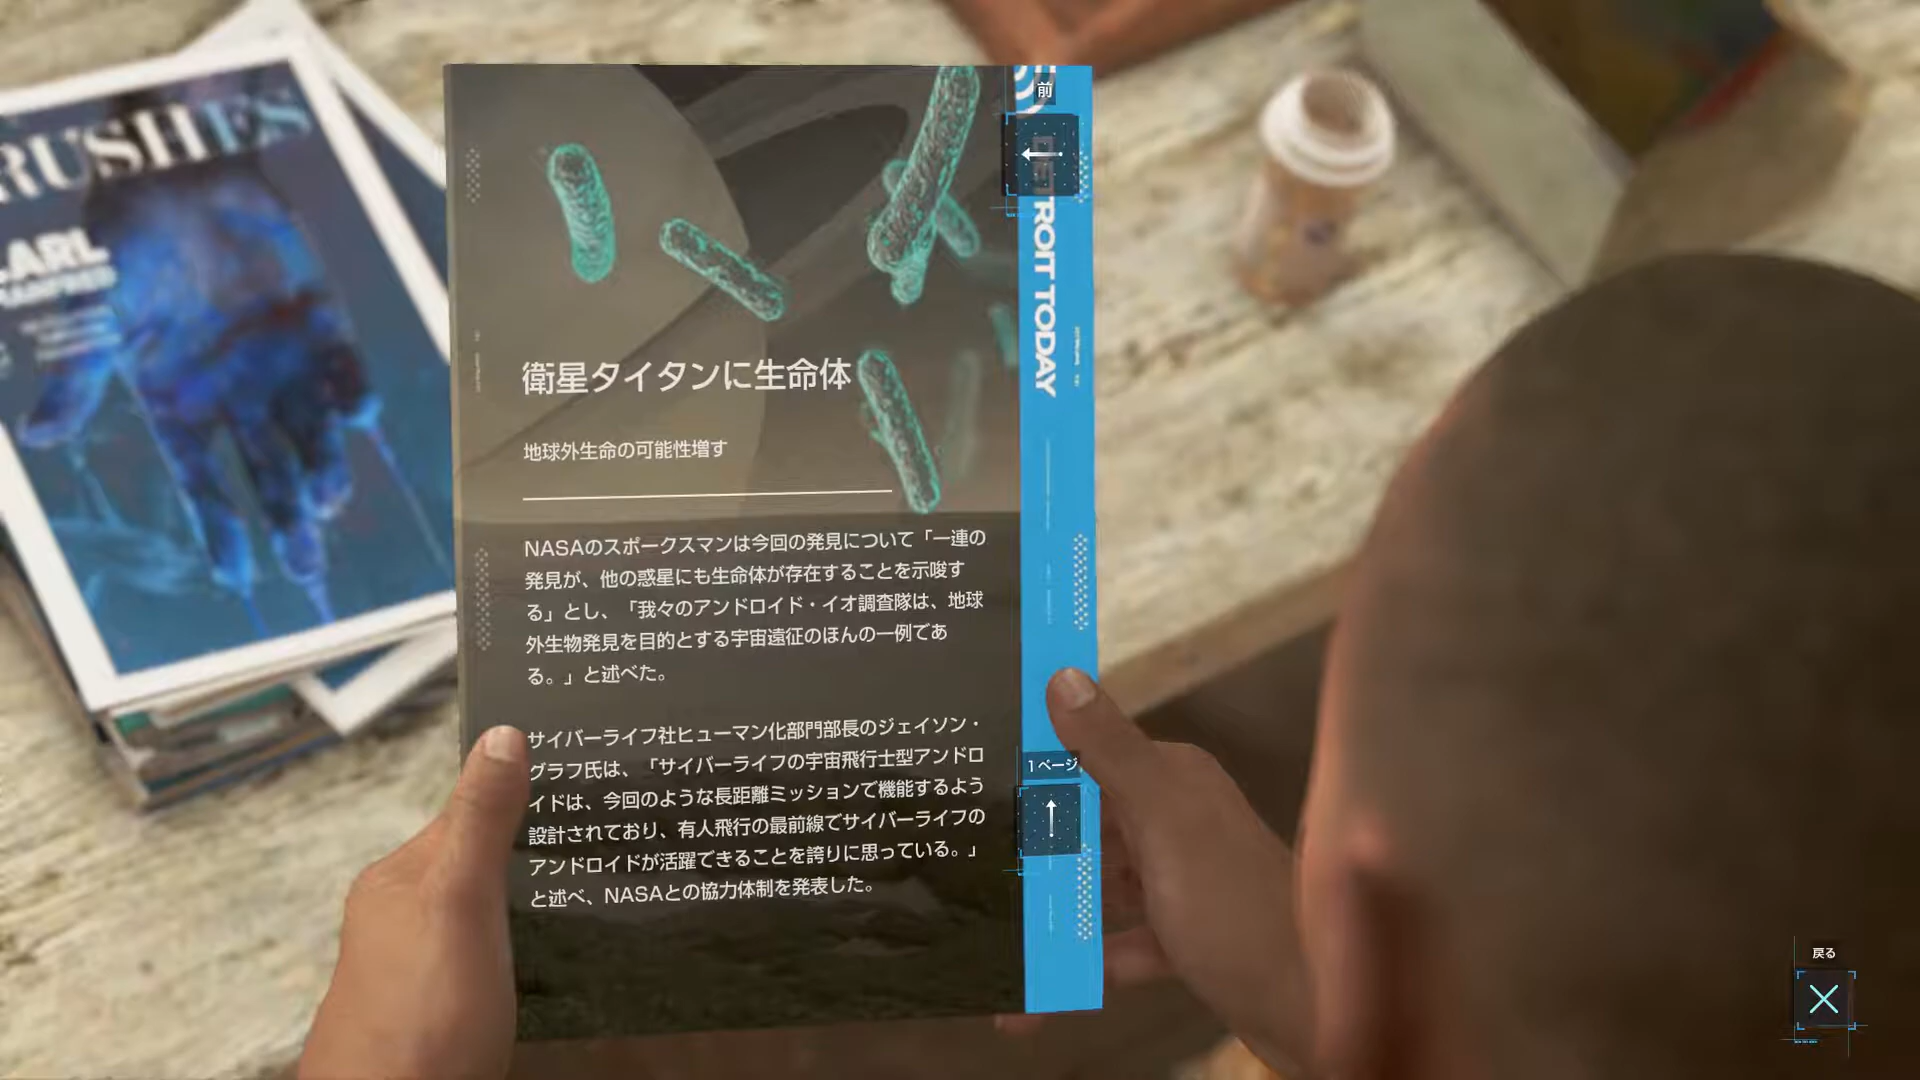 RUSHES
前
ROIT TODAY
衛星タイタンに生命体
地球外生命の可能性増す
NASAのスポークスマンは今回の発見について「一連の
発見が、他の惑星にも生命体が存在することを示唆す
る」とし、「我々のアンドロイド・イオ調査隊は、地球
外生物発見を目的とする宇宙遠征のほんの一例であ
る。」と述べた。
サイバーライフ社ヒューマン化部門部長のジェイソン・
グラフ氏は、「サイバーライフの宇宙飛行士型アンドロ
イドは、今回のような長距離ミッションで機能するよう
設計されており、有人飛行の最前線でサイバーライフの
アンドロイドが活躍できることを誇りに思っている。」
と述べ、NASAとの協力体制を発表した。
1ページ
戻る